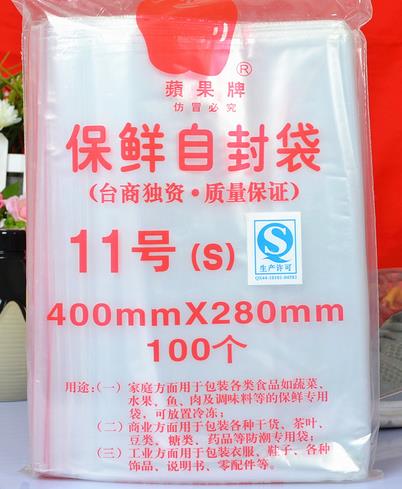 蘋果牌®
仿冒必究
保鲜自封袋
(台商独资·质量保证)
11号(S)
QS
生产许可
400mmX280mm
100个
用途:(一)家庭方面用于包装各类食品如蔬菜、
水果、鱼、肉及调味料等的保鲜专用
袋,可放置冷冻;
(二)商业方面用于包装各种干货、茶叶、
豆类、糖类、药品等防潮专用袋;
(三)工业方面用于包装衣服、鞋子、各种
饰品、说明书、零配件等。